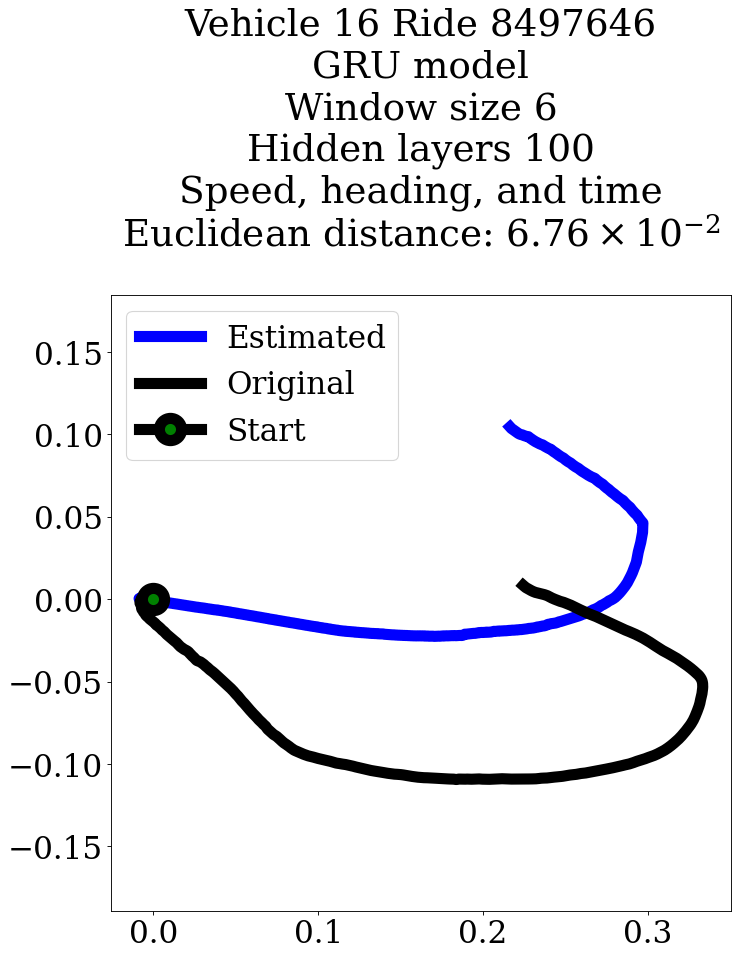 Vehicle 16 Ride 8497646
GRU model
Window size 6
Hidden layers 100
Speed, heading, and time
Euclidean distance: 6.76 × 10⁻²
Estimated
Original
Start
0.15
0.10
0.05
0.00
−0.05
−0.10
−0.15
0.0 0.1 0.2 0.3